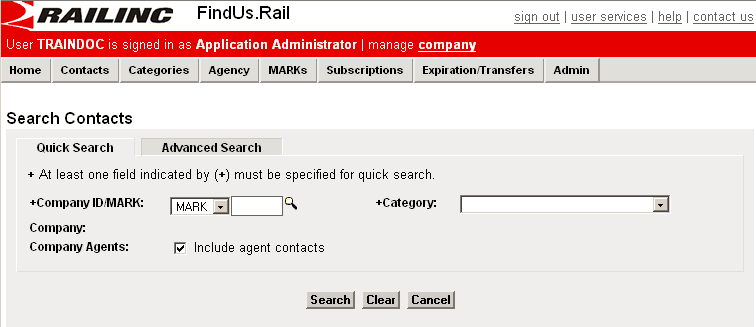 RAILINC FindUs.Rail sign out | user services | help | contact us
User TRAINDOC is signed in as Application Administrator | manage company
Home Contacts Categories Agency MARKs Subscriptions Expiration/Transfers Admin
Search Contacts
Quick Search Advanced Search
+ At least one field indicated by (+) must be specified for quick search.
+Company ID/MARK: MARK +Category:
Company:
Company Agents: Include agent contacts
Search Clear Cancel